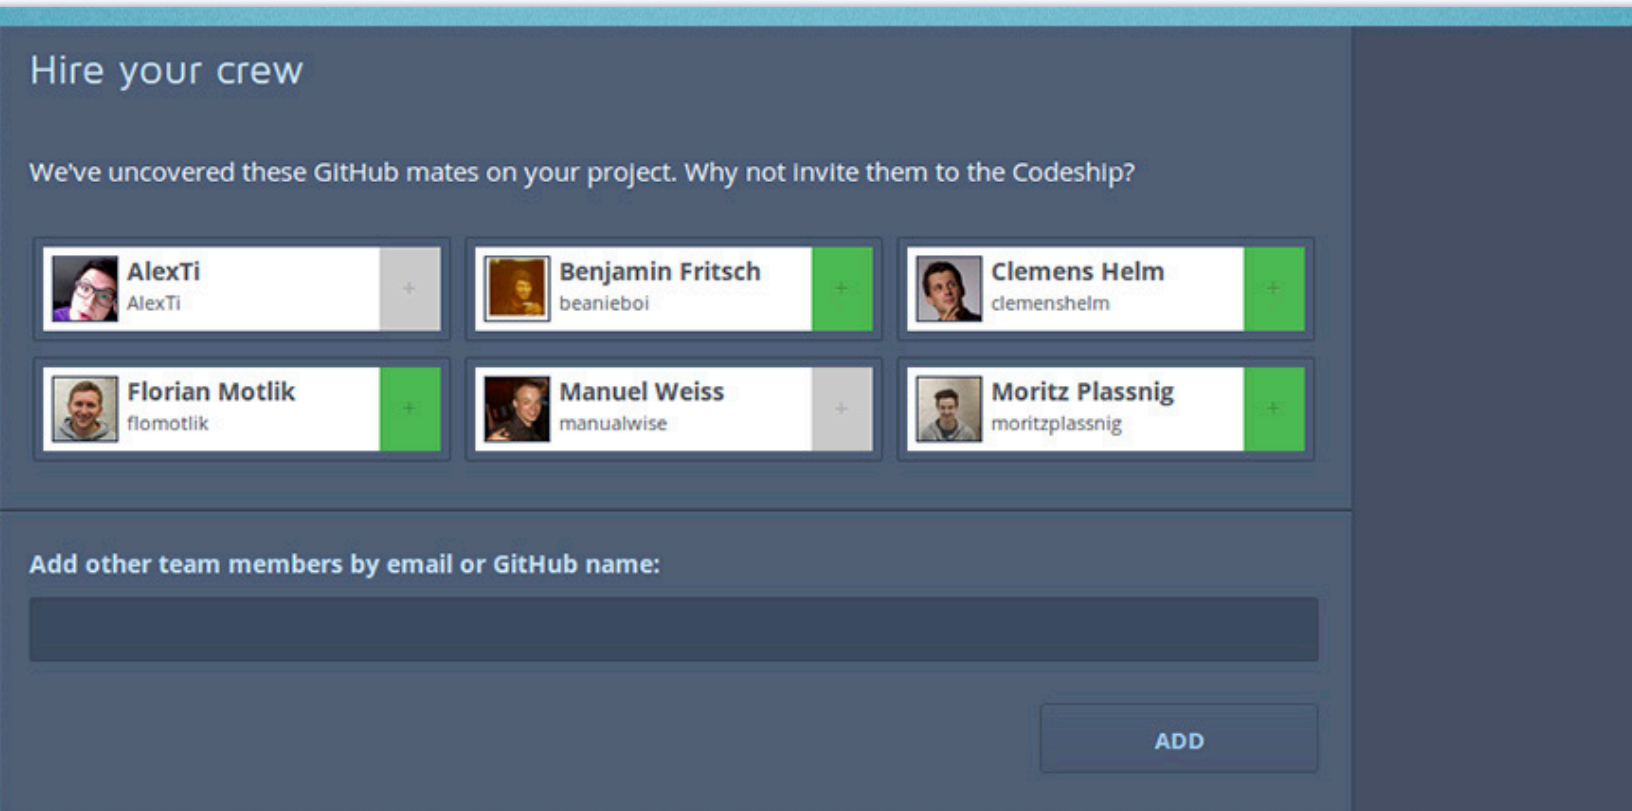 Hire your crew
We've uncovered these GitHub mates on your project. Why not invite them to the Codeship?
AlexTi
AlexTi
+
Benjamin Fritsch
beanieboi
+
Clemens Helm
clemenshelm
+
Florian Motlik
flomotlik
+
Manuel Weiss
manualwise
+
Moritz Plassnig
moritzplassnig
+
Add other team members by email or GitHub name:
ADD